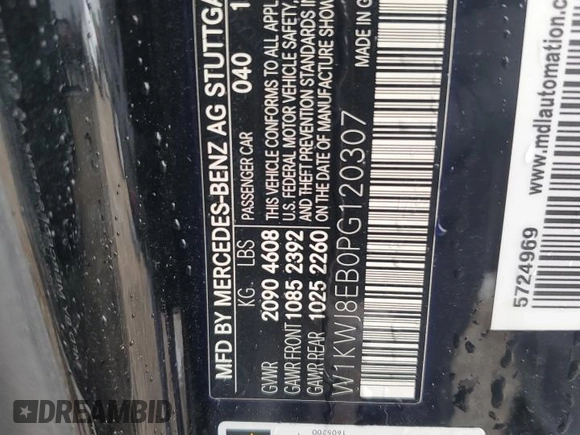 MFD BY MERCEDES-BENZ AG STUTTGA
KG LBS PASSENGER CAR 040 1
GVWR 2090 4608 THIS VEHICLE CONFORMS TO ALL APPL
GAWR FRONT 1085 2392 U.S. FEDERAL MOTOR VEHICLE SAFETY,
GAWR REAR 1025 2260 AND THEFT PREVENTION STANDARDS
ON THE DATE OF MANUFACTURE SHOW
W1KWJ8EB0PG120307 MADE IN G
5724969 www.mdlautomation.co
1605200
DREAMBID